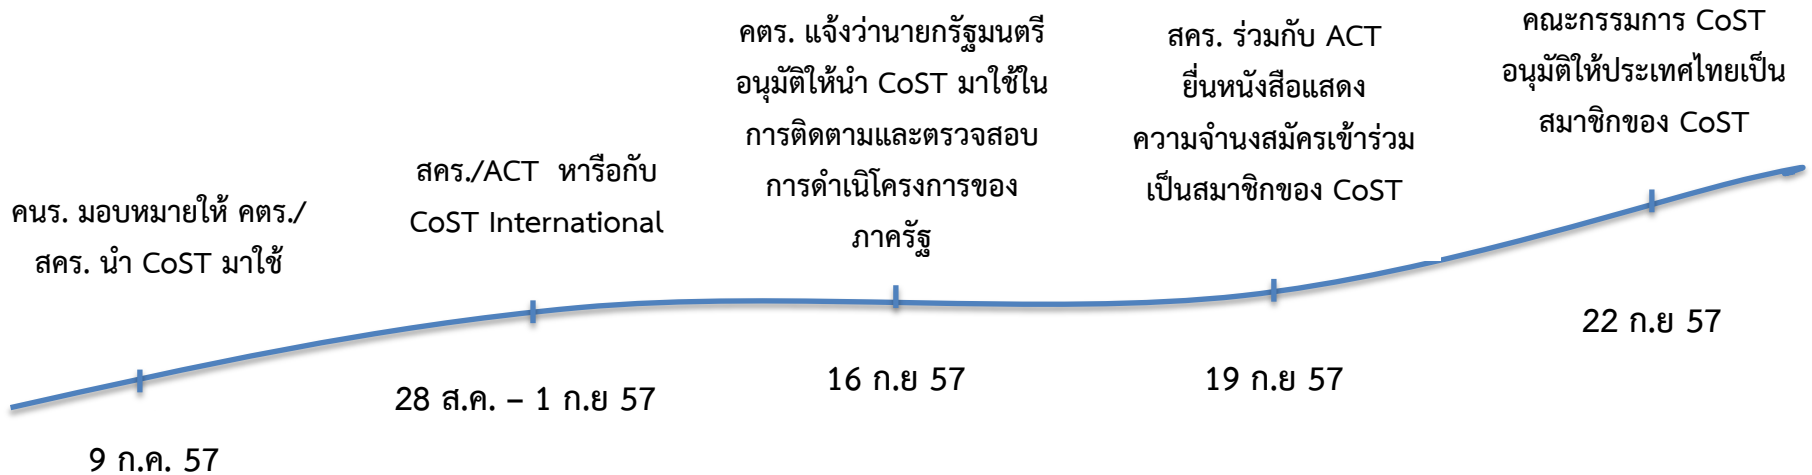 คนร. มอบหมายให้ คตร./
สคร. นำ CoST มาใช้
9 ก.ค. 57
สคร./ACT หารือกับ
CoST International
28 ส.ค. – 1 ก.ย 57
คตร. แจ้งว่านายกรัฐมนตรี
อนุมัติให้นำ CoST มาใช้ใน
การติดตามและตรวจสอบ
การดำเนิโครงการของ
ภาครัฐ
16 ก.ย 57
สคร. ร่วมกับ ACT
ยื่นหนังสือแสดง
ความจำนงสมัครเข้าร่วม
เป็นสมาชิกของ CoST
19 ก.ย 57
คณะกรรมการ CoST
อนุมัติให้ประเทศไทยเป็น
สมาชิกของ CoST
22 ก.ย 57